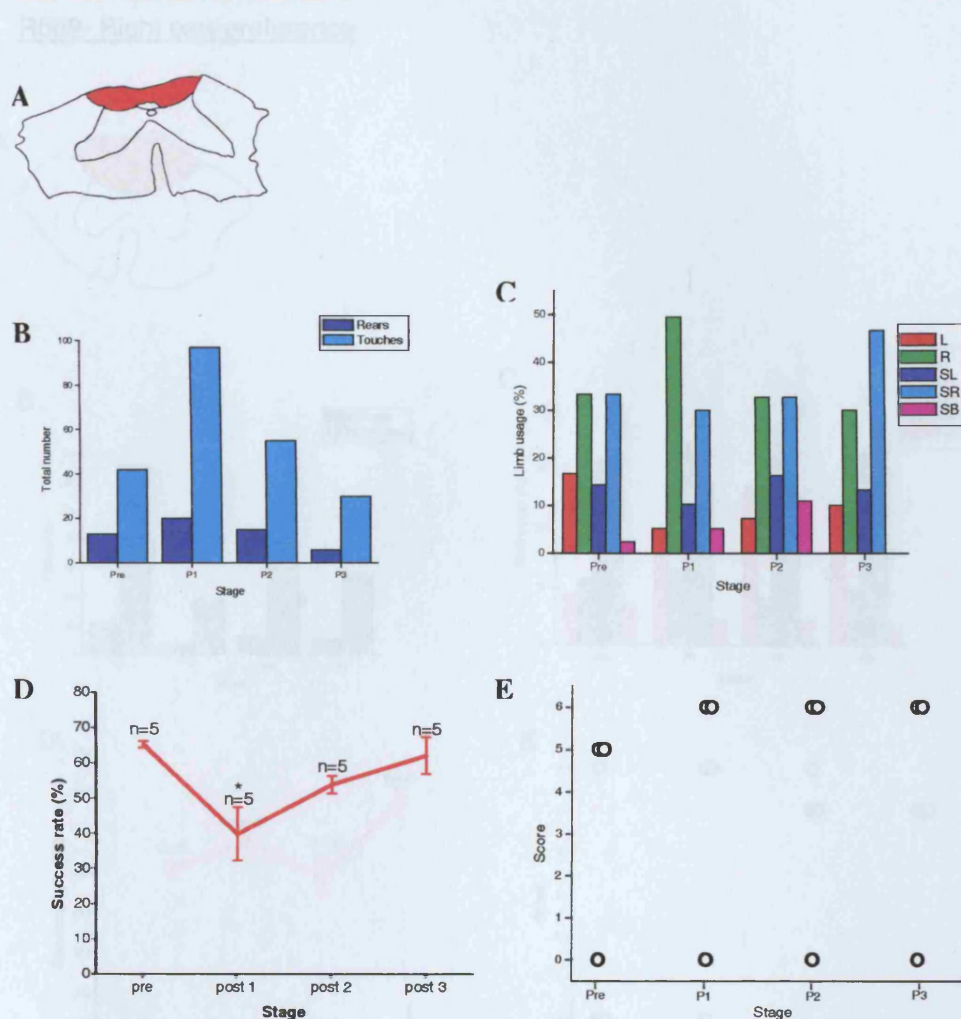 A
B
Rears
Touches
100
80
60
40
20
0
Total number
Pre
P1
P2
P3
Stage
C
L
R
SL
SR
SB
50
40
30
20
10
0
Limb usage (%)
Pre
P1
P2
P3
Stage
D
80
70
60
50
40
30
20
10
0
Success rate (%)
n=5
*
n=5
n=5
n=5
pre
post 1
post 2
post 3
Stage
E
6
5
4
3
2
1
0
Score
Pre
P1
P2
P3
Stage